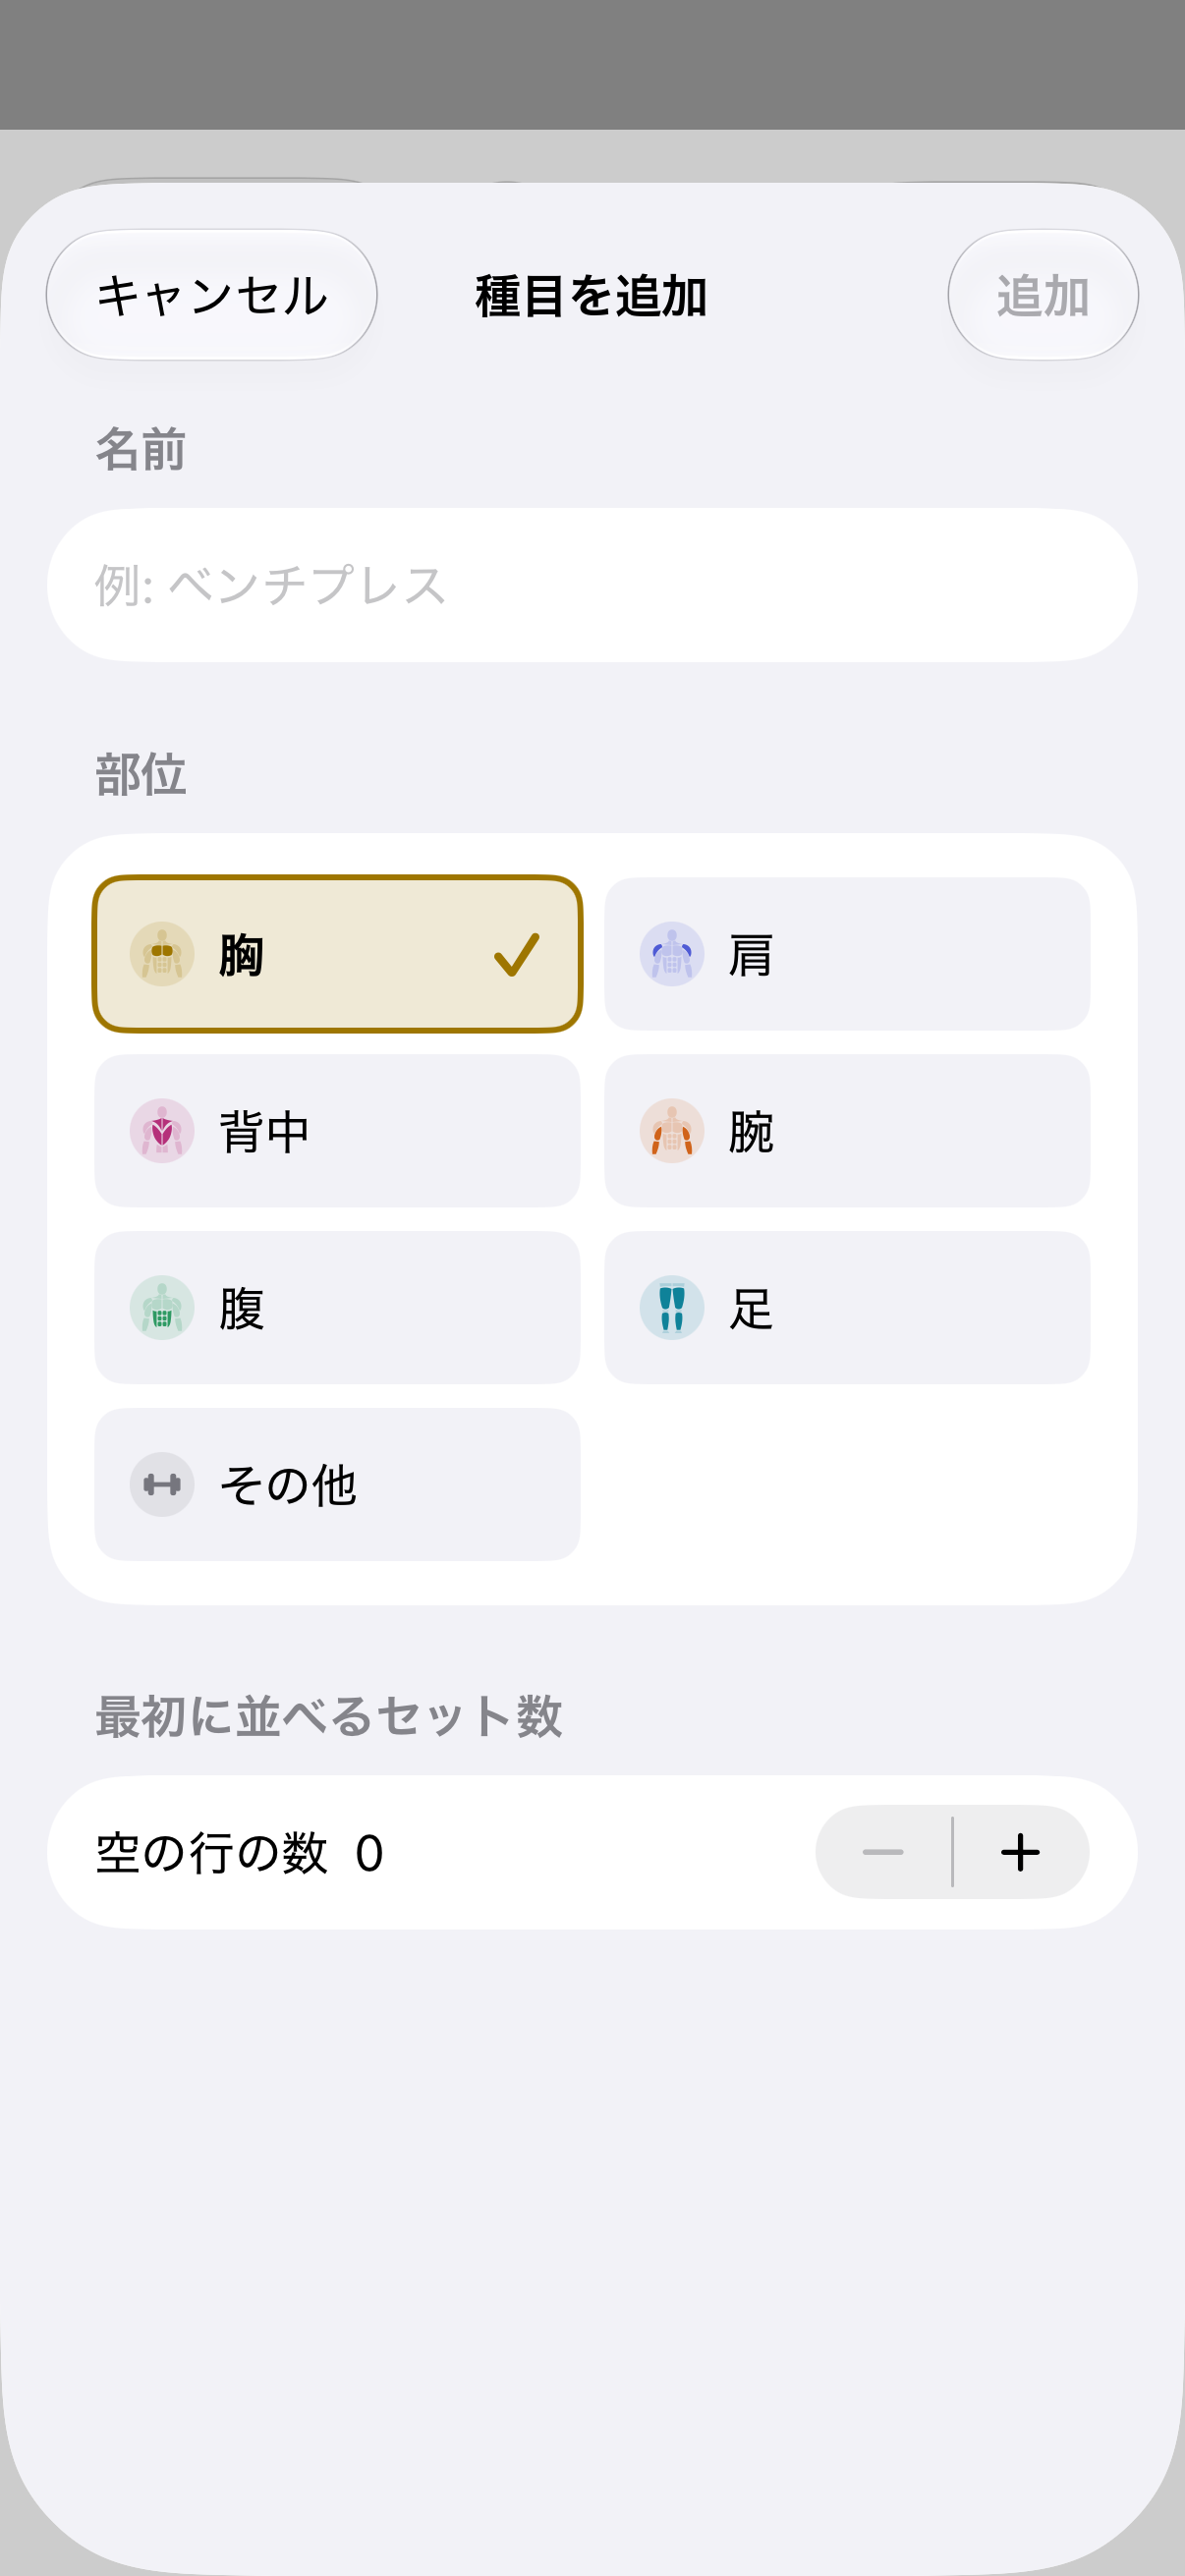 キャンセル
種目を追加
追加
名前
例: ベンチプレス
部位
胸
肩
背中
腕
腹
足
その他
最初に並べるセット数
空の行の数 0